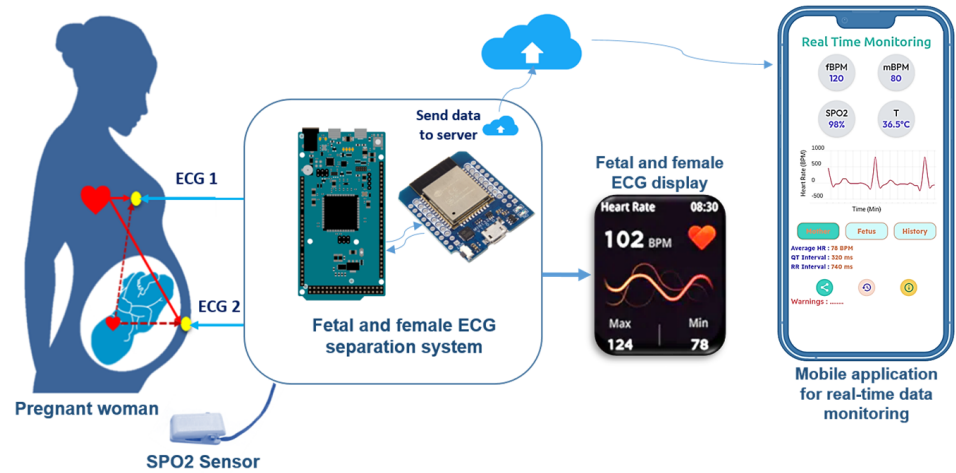 ECG 1
ECG 2
Pregnant woman
SPO2 Sensor
Send data
to server
Fetal and female ECG
separation system
Fetal and female
ECG display
Heart Rate 08:30
102 BPM
Max Min
124 78
Real Time Monitoring
fBPM mBPM
120 80
SPO2 T
98% 36.5°C
Heart Rate (BPM)
1000
500
0
-500
Time (Min)
Fetus History
Average HR : 78 BPM
QT Interval : 320 ms
RR Interval : 740 ms
Warnings : .......
Mobile application
for real-time data
monitoring